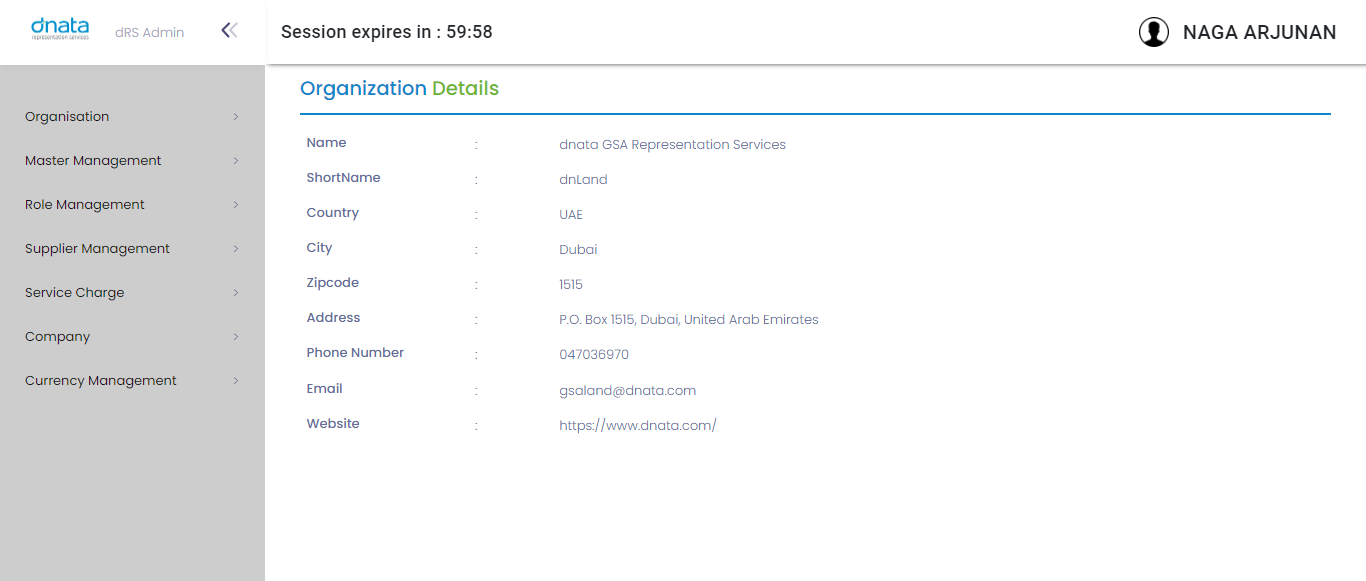 dnata
representation services
dRS Admin
Session expires in : 59:58
NAGA ARJUNAN
Organisation
Master Management
Role Management
Supplier Management
Service Charge
Company
Currency Management
Organization Details
Name : dnata GSA Representation Services
ShortName : dnLand
Country : UAE
City : Dubai
Zipcode : 1515
Address : P.O. Box 1515, Dubai, United Arab Emirates
Phone Number : 047036970
Email : gsaland@dnata.com
Website : https://www.dnata.com/